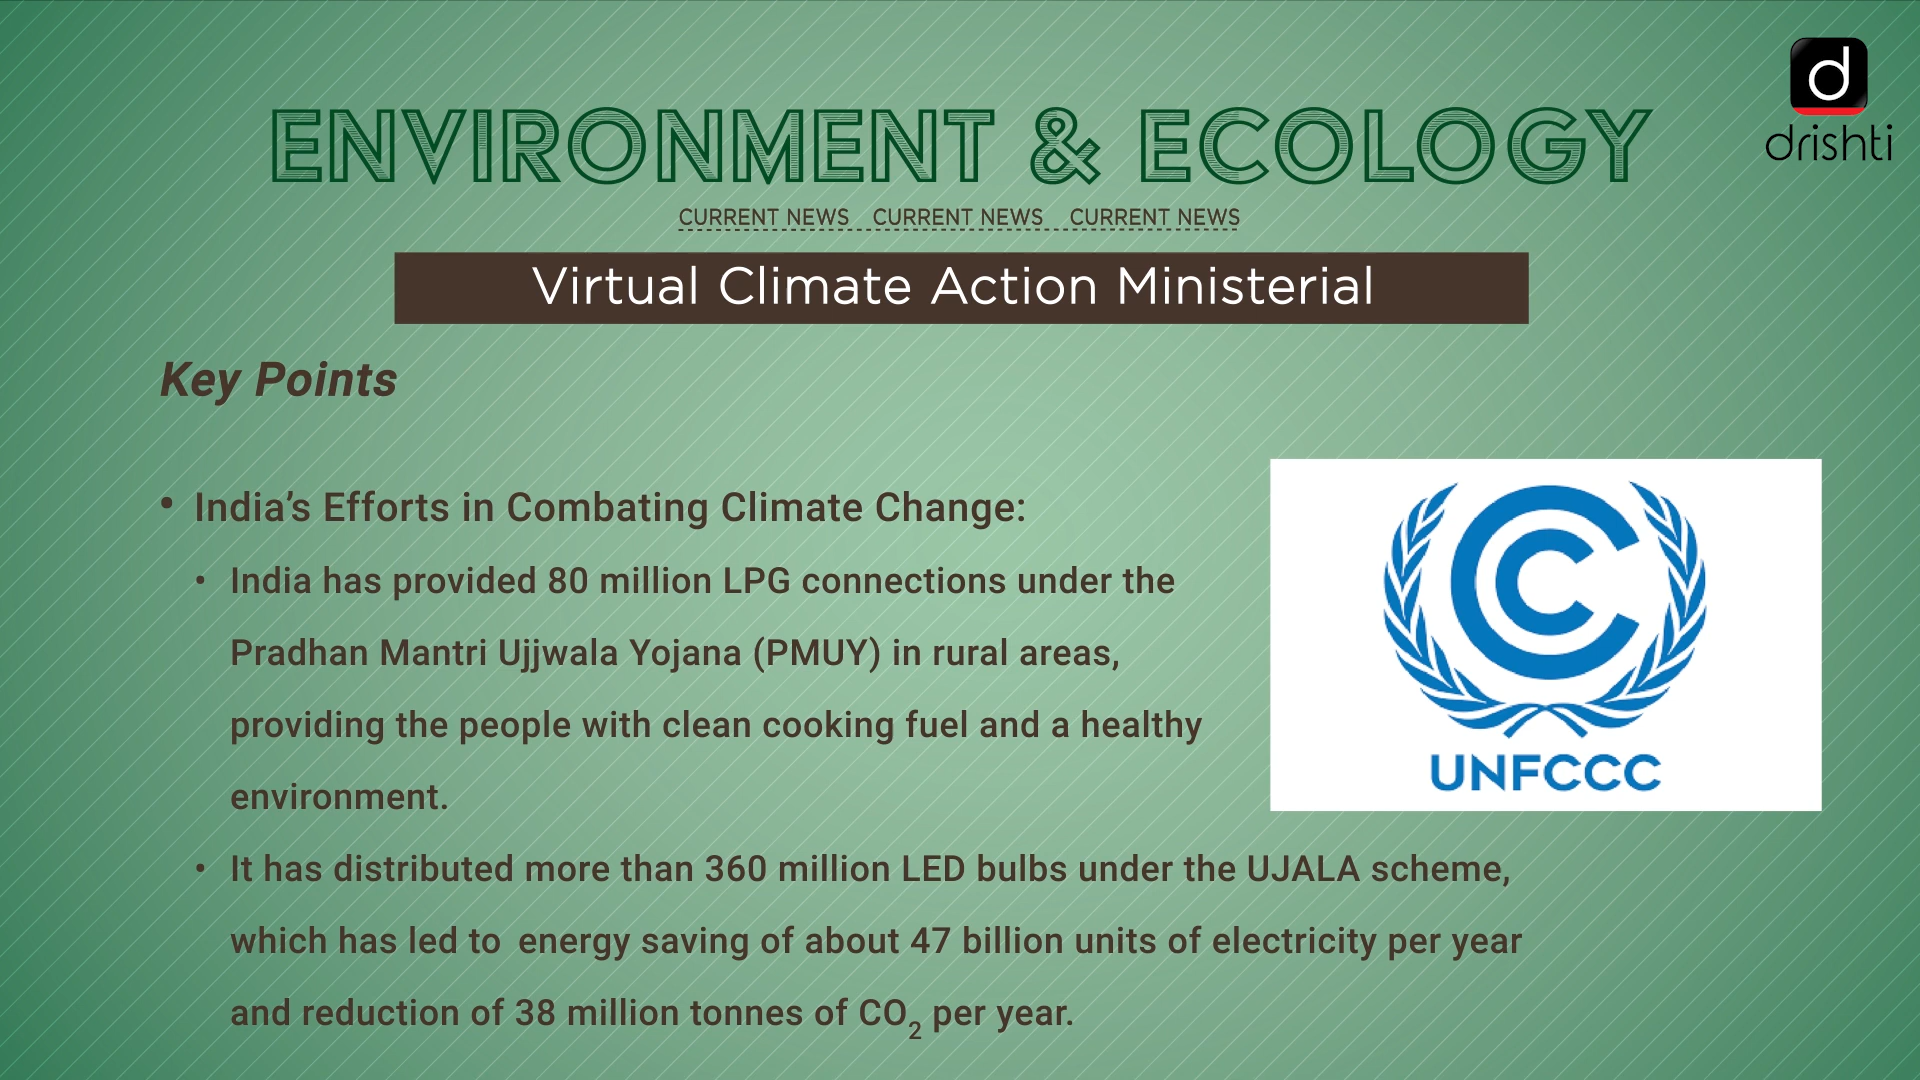 d
drishti
ENVIRONMENT & ECOLOGY
CURRENT NEWS CURRENT NEWS CURRENT NEWS
Virtual Climate Action Ministerial
Key Points
• India’s Efforts in Combating Climate Change:
• India has provided 80 million LPG connections under the
Pradhan Mantri Ujjwala Yojana (PMUY) in rural areas,
providing the people with clean cooking fuel and a healthy
environment.
UNFCCC
• It has distributed more than 360 million LED bulbs under the UJALA scheme,
which has led to energy saving of about 47 billion units of electricity per year
and reduction of 38 million tonnes of CO₂ per year.